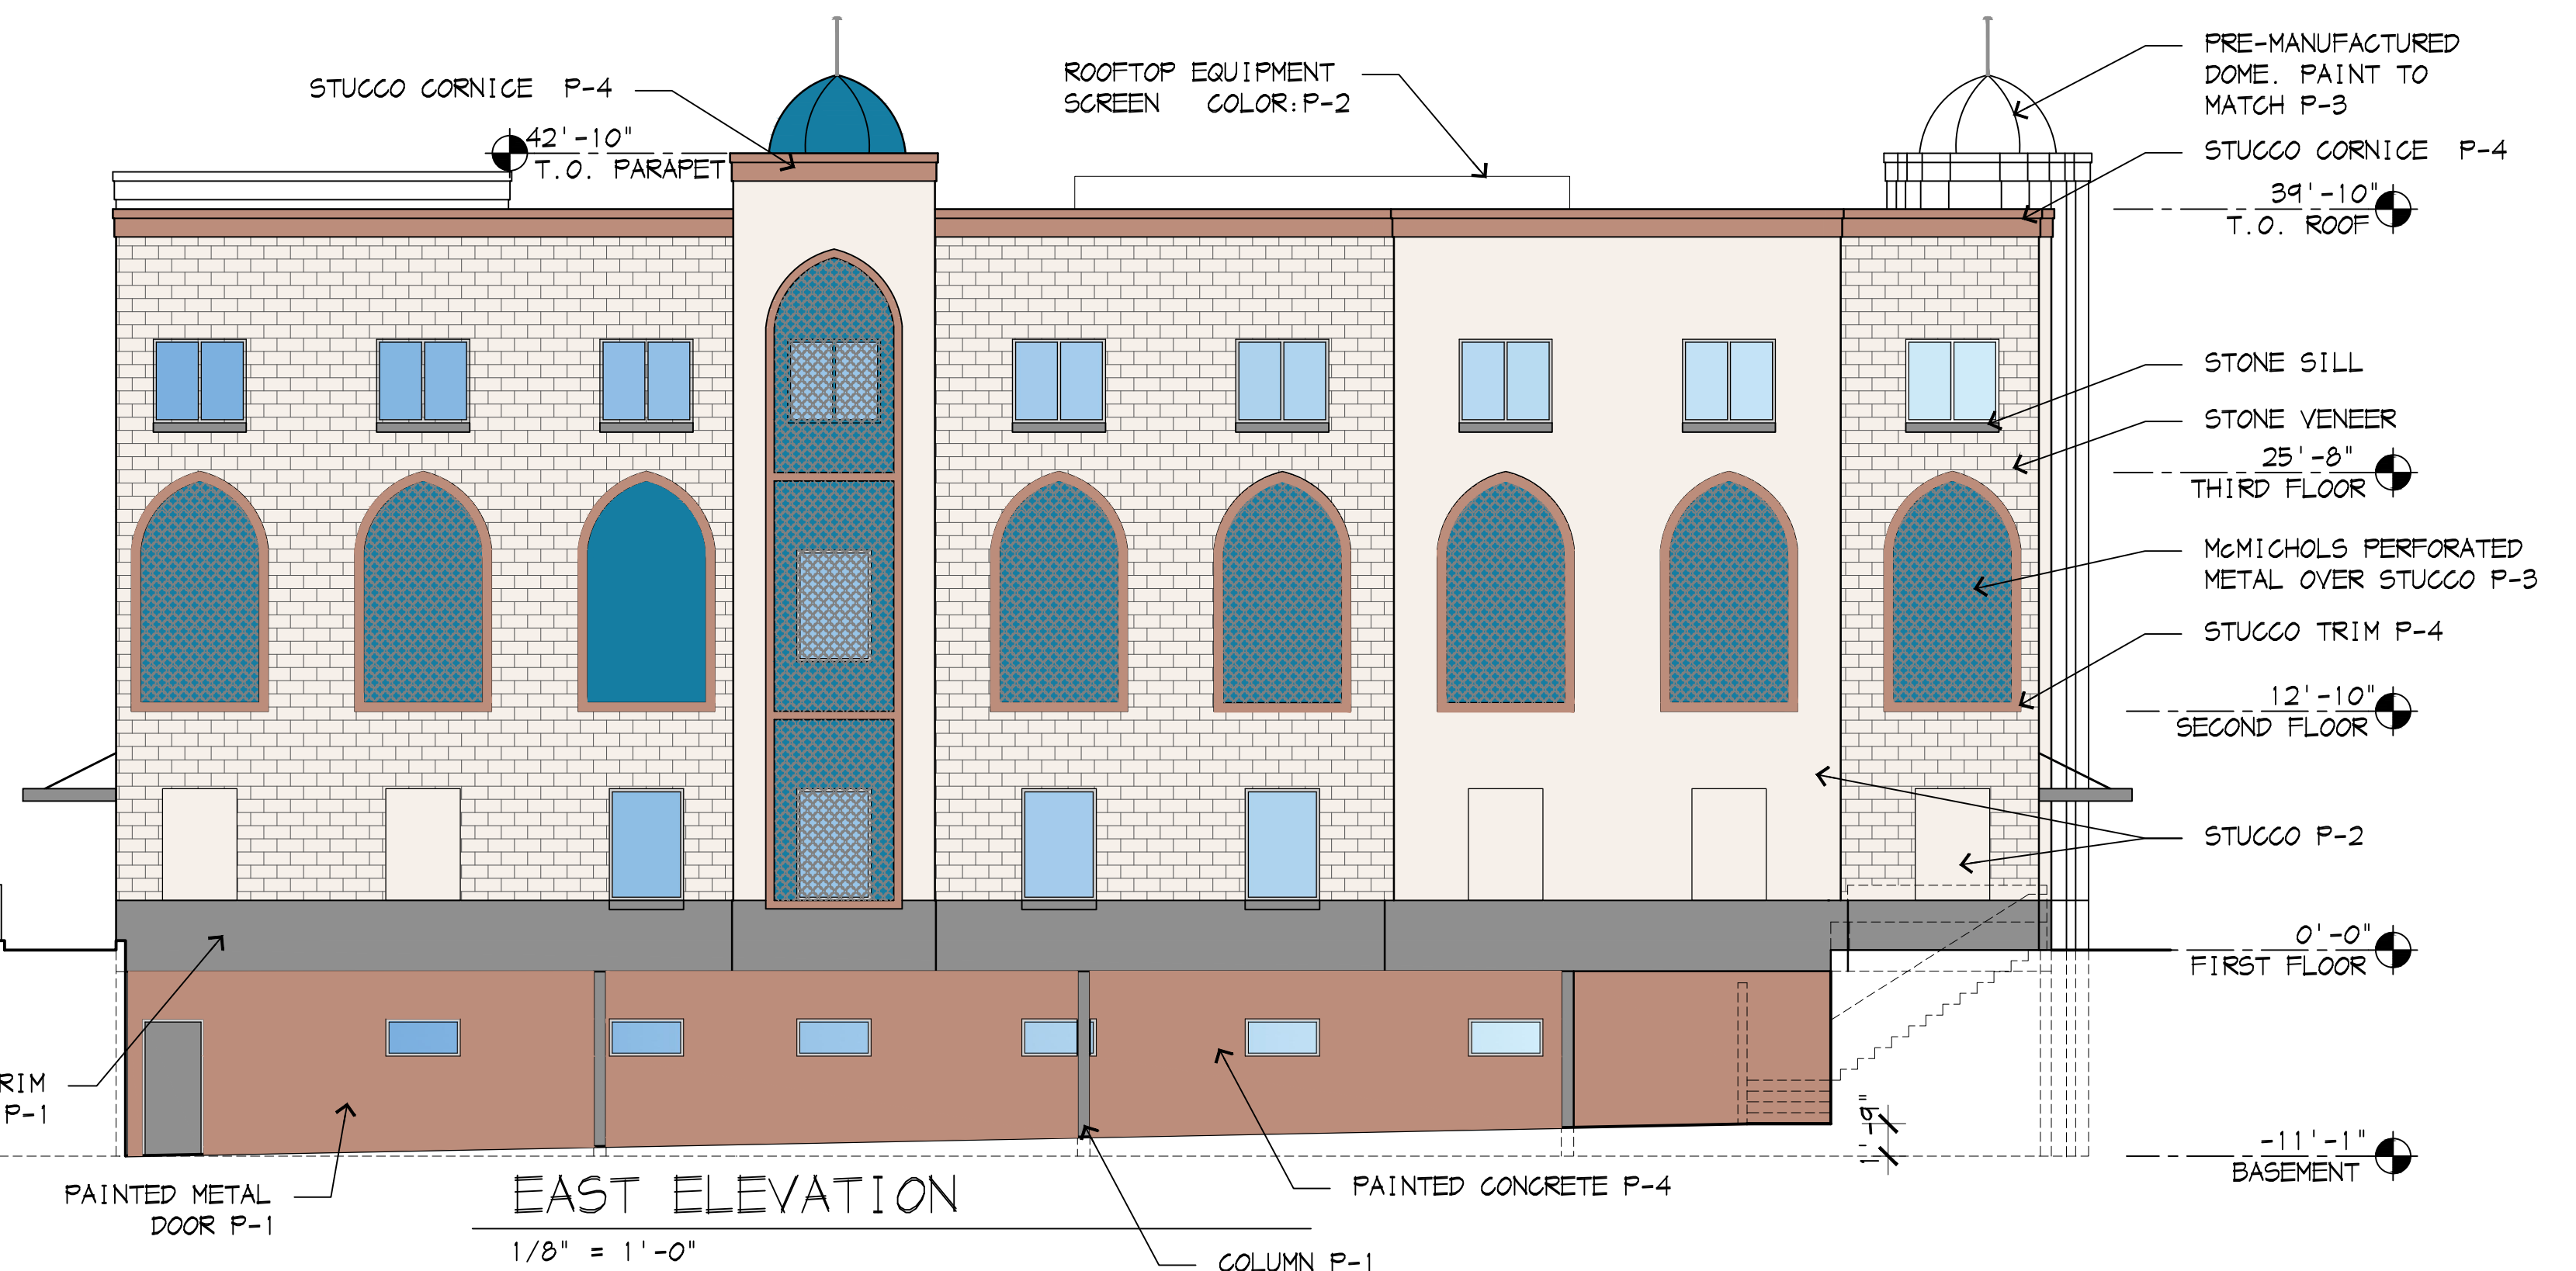 STUCCO CORNICE P-4
42'-10"
T.O. PARAPET
ROOFTOP EQUIPMENT
SCREEN COLOR:P-2
PRE-MANUFACTURED
DOME. PAINT TO
MATCH P-3
STUCCO CORNICE P-4
39'-10"
T.O. ROOF
STONE SILL
STONE VENEER
25'-8"
THIRD FLOOR
McMICHOLS PERFORATED
METAL OVER STUCCO P-3
STUCCO TRIM P-4
12'-10"
SECOND FLOOR
STUCCO P-2
0'-0"
FIRST FLOOR
RIM
P-1
1'-9"
-11'-1"
BASEMENT
PAINTED METAL
DOOR P-1
EAST ELEVATION
1/8" = 1'-0"
PAINTED CONCRETE P-4
COLUMN P-1